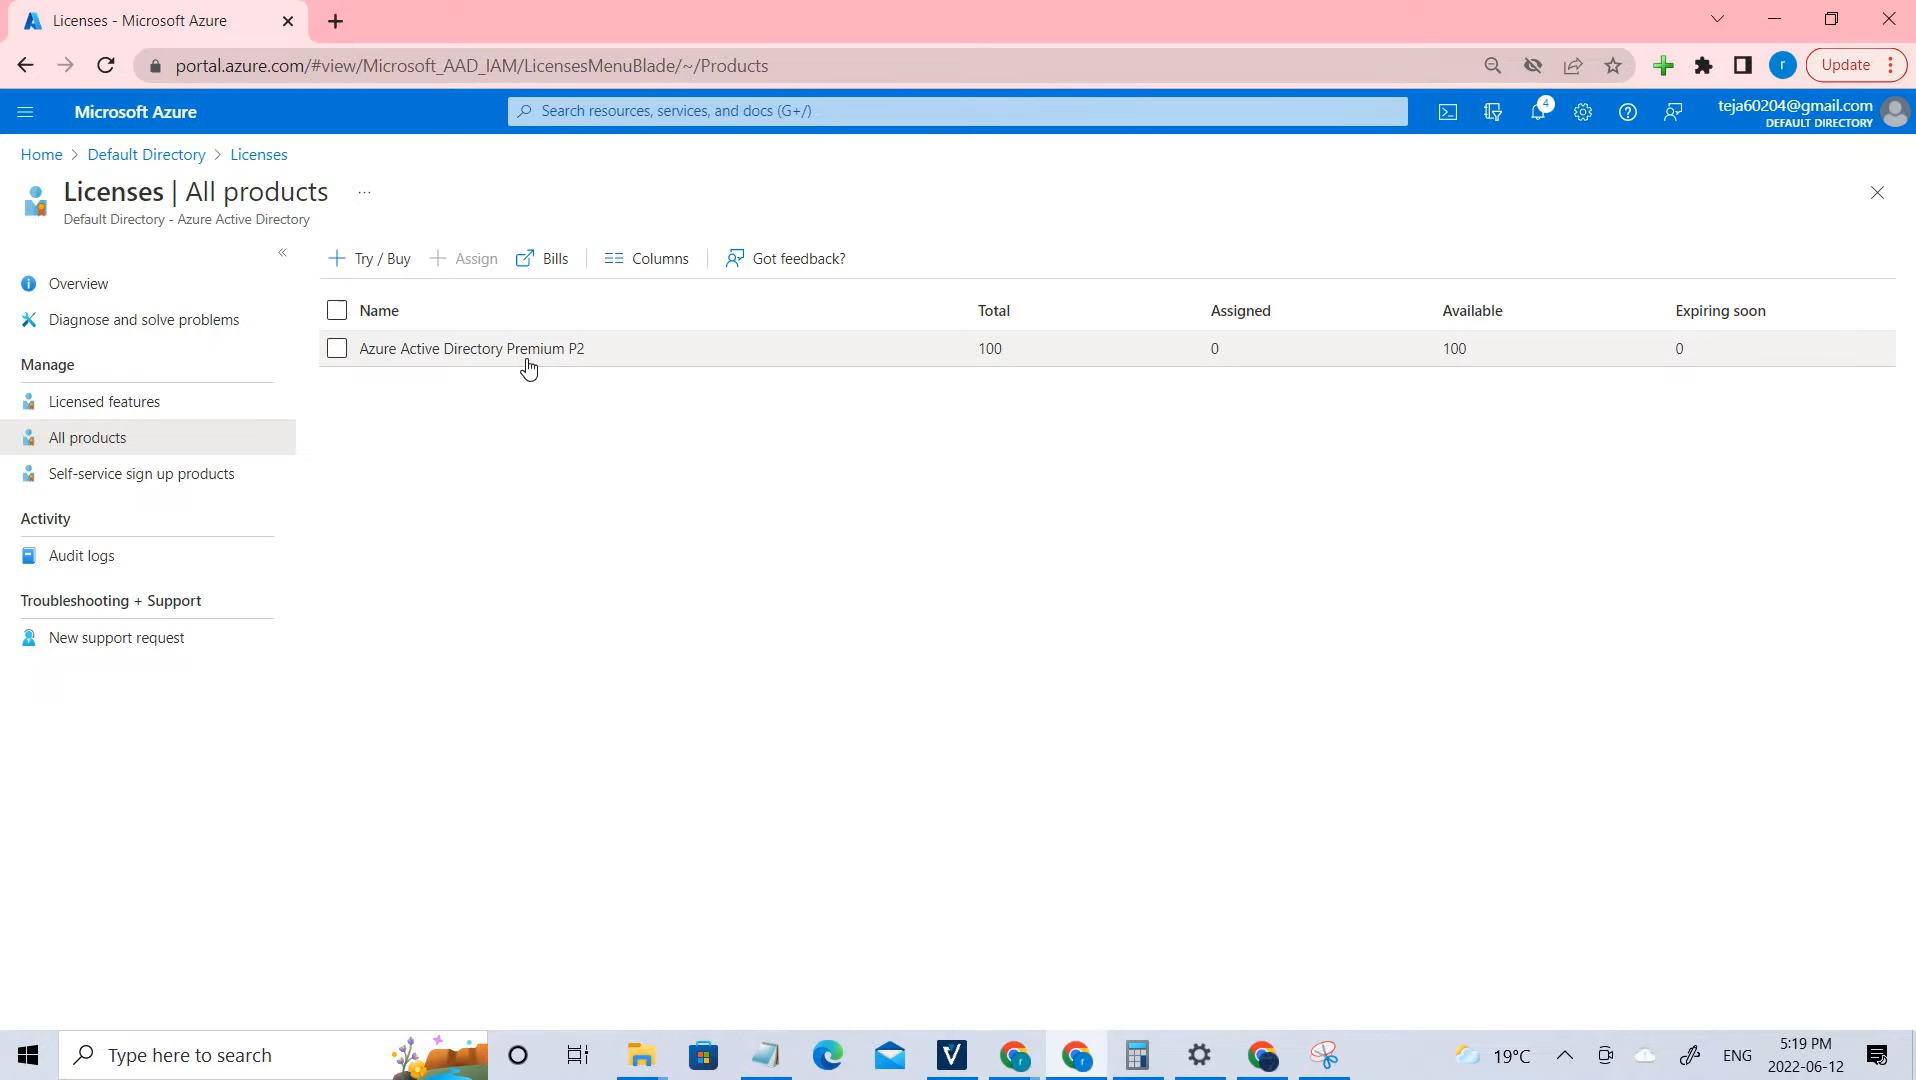 Licenses - Microsoft Azure
portal.azure.com/#view/Microsoft_AAD_IAM/LicensesMenuBlade/~/Products
r
Update
Microsoft Azure
Search resources, services, and docs (G+/)
4
teja60204@gmail.com
DEFAULT DIRECTORY
Home > Default Directory > Licenses
Licenses | All products ...
Default Directory - Azure Active Directory
Try / Buy Assign Bills Columns Got feedback?
Overview
Diagnose and solve problems
Manage
Licensed features
All products
Self-service sign up products
Activity
Audit logs
Troubleshooting + Support
New support request
Name Total Assigned Available Expiring soon
Azure Active Directory Premium P2 100 0 100 0
Type here to search
V
r
r
19°C
ENG
5:19 PM
2022-06-12